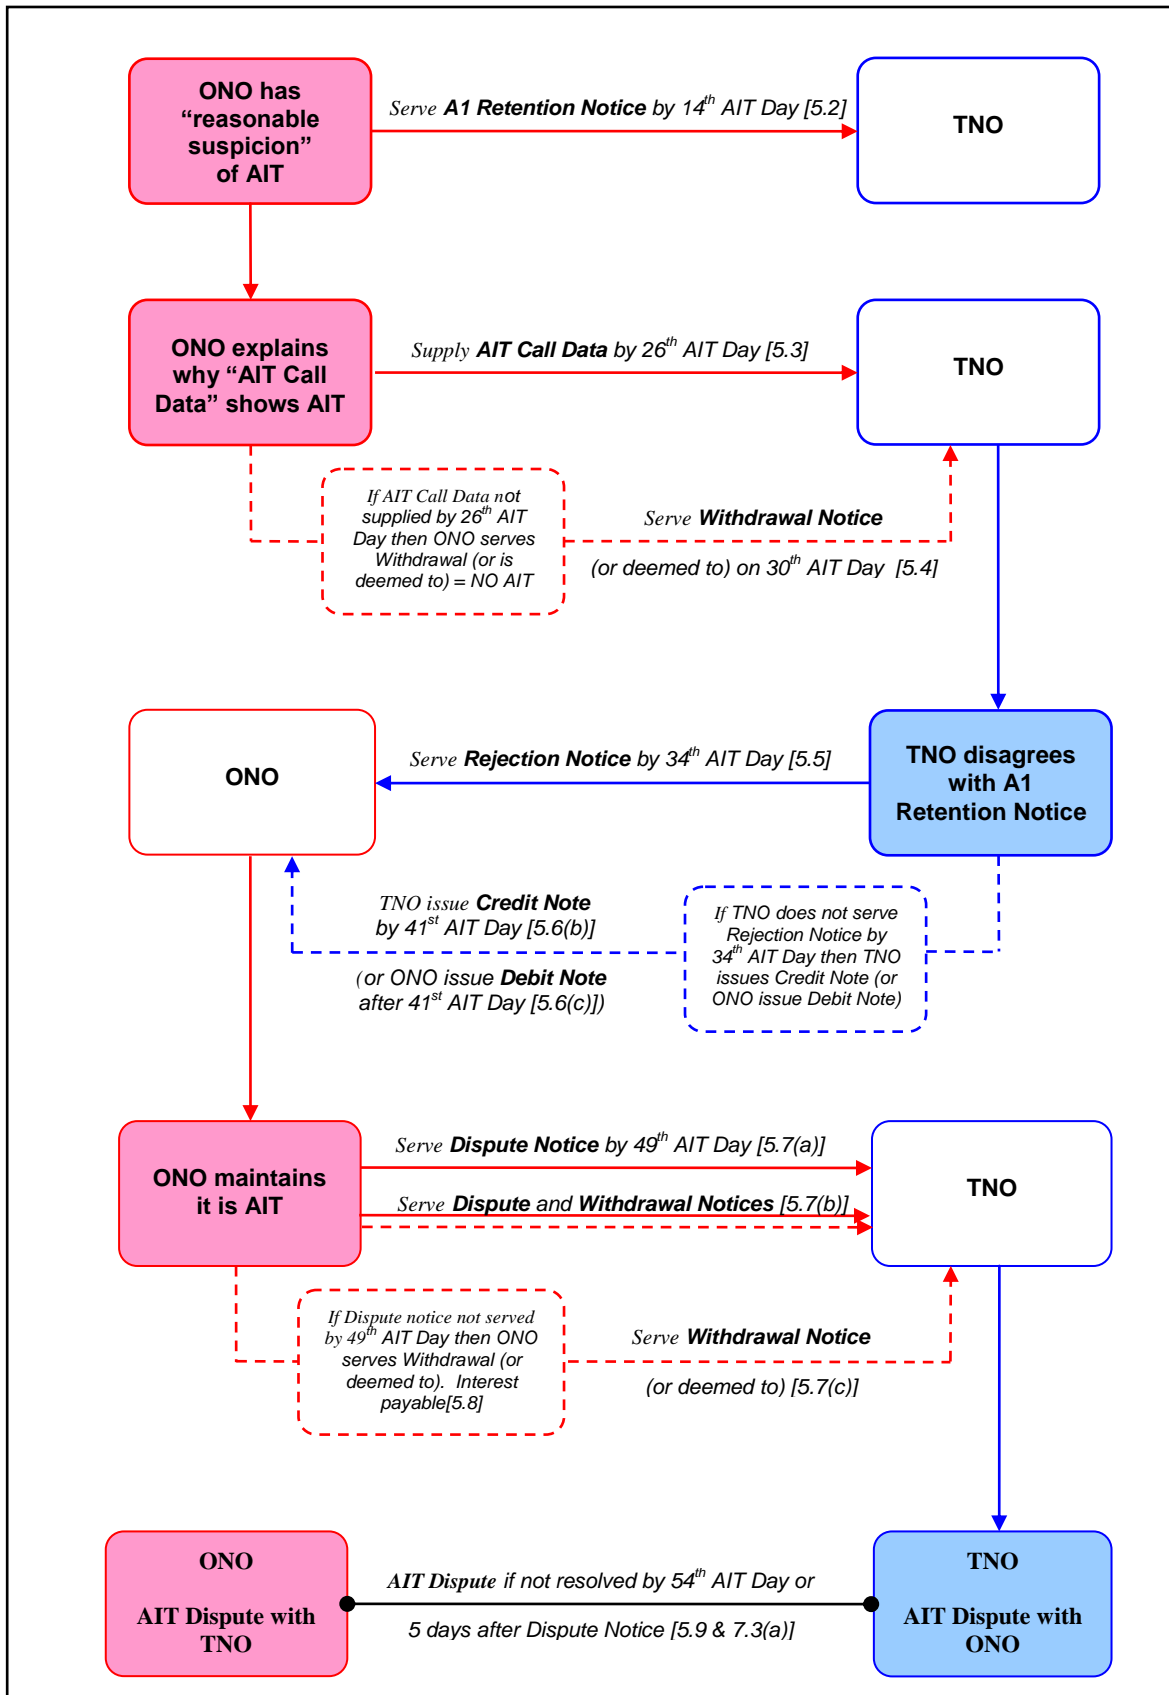 ONO has
“reasonable
suspicion”
of AIT
Serve A1 Retention Notice by 14th AIT Day [5.2]
TNO
ONO explains
why “AIT Call
Data” shows AIT
Supply AIT Call Data by 26th AIT Day [5.3]
TNO
If AIT Call Data not
supplied by 26th AIT
Day then ONO serves
Withdrawal (or is
deemed to) = NO AIT
Serve Withdrawal Notice
(or deemed to) on 30th AIT Day [5.4]
ONO
Serve Rejection Notice by 34th AIT Day [5.5]
TNO disagrees
with A1
Retention Notice
TNO issue Credit Note
by 41st AIT Day [5.6(b)]
(or ONO issue Debit Note
after 41st AIT Day [5.6(c)])
If TNO does not serve
Rejection Notice by
34th AIT Day then TNO
issues Credit Note (or
ONO issue Debit Note)
ONO maintains
it is AIT
Serve Dispute Notice by 49th AIT Day [5.7(a)]
Serve Dispute and Withdrawal Notices [5.7(b)]
TNO
If Dispute notice not served
by 49th AIT Day then ONO
serves Withdrawal (or
deemed to). Interest
payable[5.8]
Serve Withdrawal Notice
(or deemed to) [5.7(c)]
ONO
AIT Dispute with
TNO
AIT Dispute if not resolved by 54th AIT Day or
5 days after Dispute Notice [5.9 & 7.3(a)]
TNO
AIT Dispute with
ONO